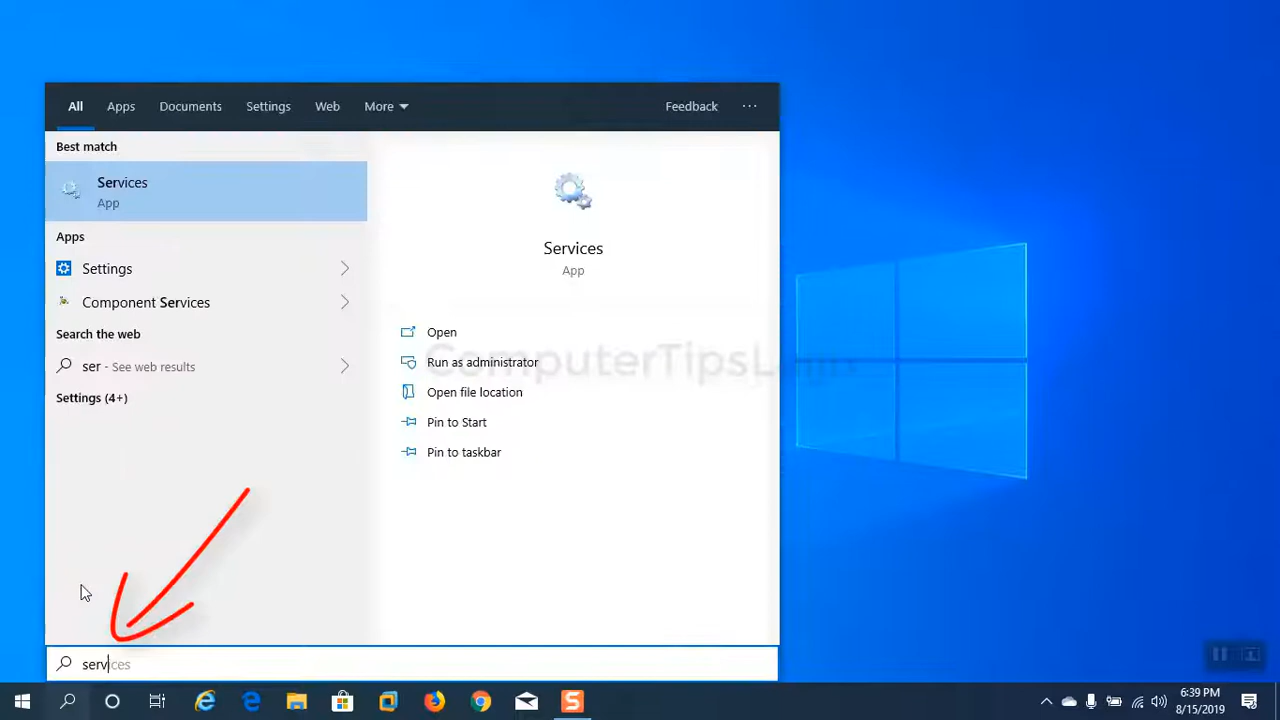 All Apps Documents Settings Web More Feedback ...
Best match
Services
App
Apps
Settings
Component Services
Search the web
ser - See web results
Settings (4+)
Services
App
Open
Run as administrator
Open file location
Pin to Start
Pin to taskbar
ComputerTipsLearn
services
6:39 PM
8/15/2019